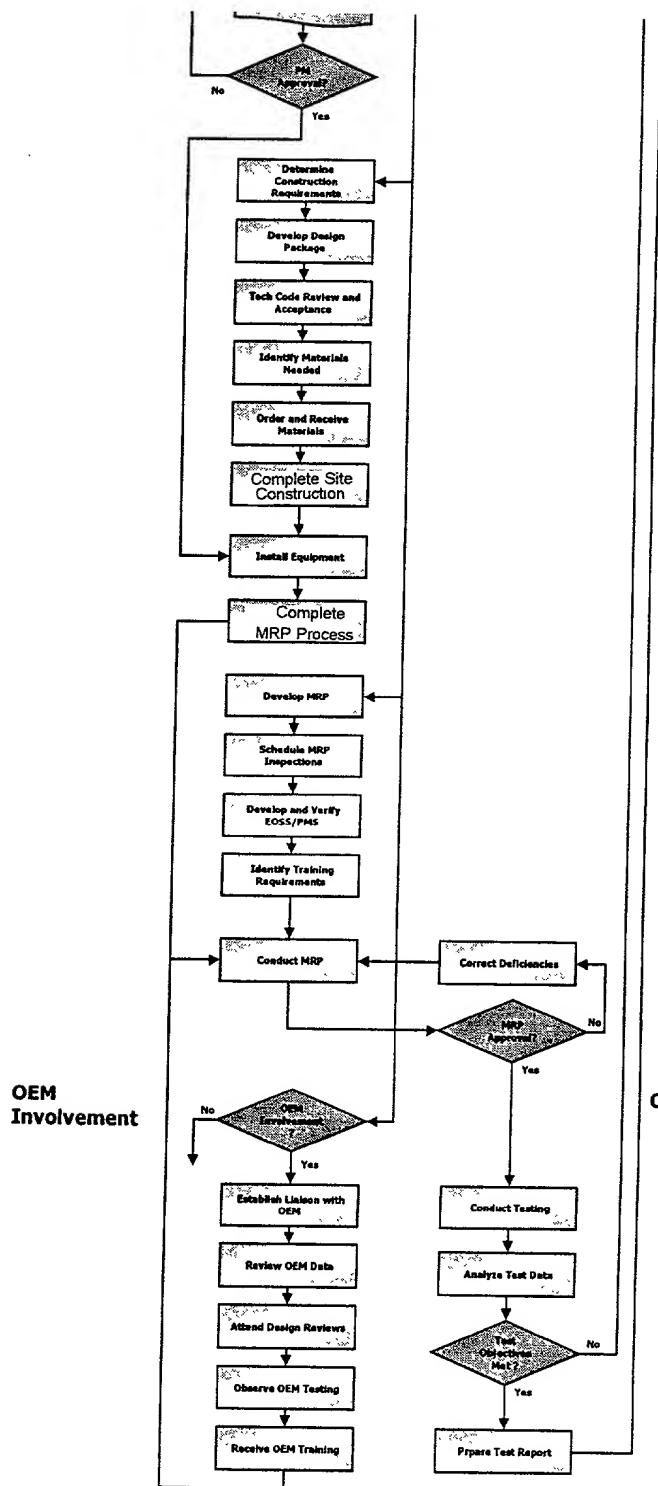 PM
Approval?
No
Yes
Determine
Construction
Requirements
Develop Design
Package
Tech Code Review and
Acceptance
Identify Materials
Needed
Order and Receive
Materials
Complete Site
Construction
Install Equipment
Complete
MRP Process
Develop MRP
Schedule MRP
Inspections
Develop and Verify
EOSS/PMS
Identify Training
Requirements
Conduct MRP
Correct Deficiencies
MRP
Approval?
No
Yes
OEM
Involvement
OEM
Involvement
?
No
Yes
Establish Liaison with
OEM
Review OEM Data
Attend Design Reviews
Observe OEM Testing
Receive OEM Training
Conduct Testing
Analyze Test Data
Test
Objectives
Met?
No
Yes
Prpare Test Report